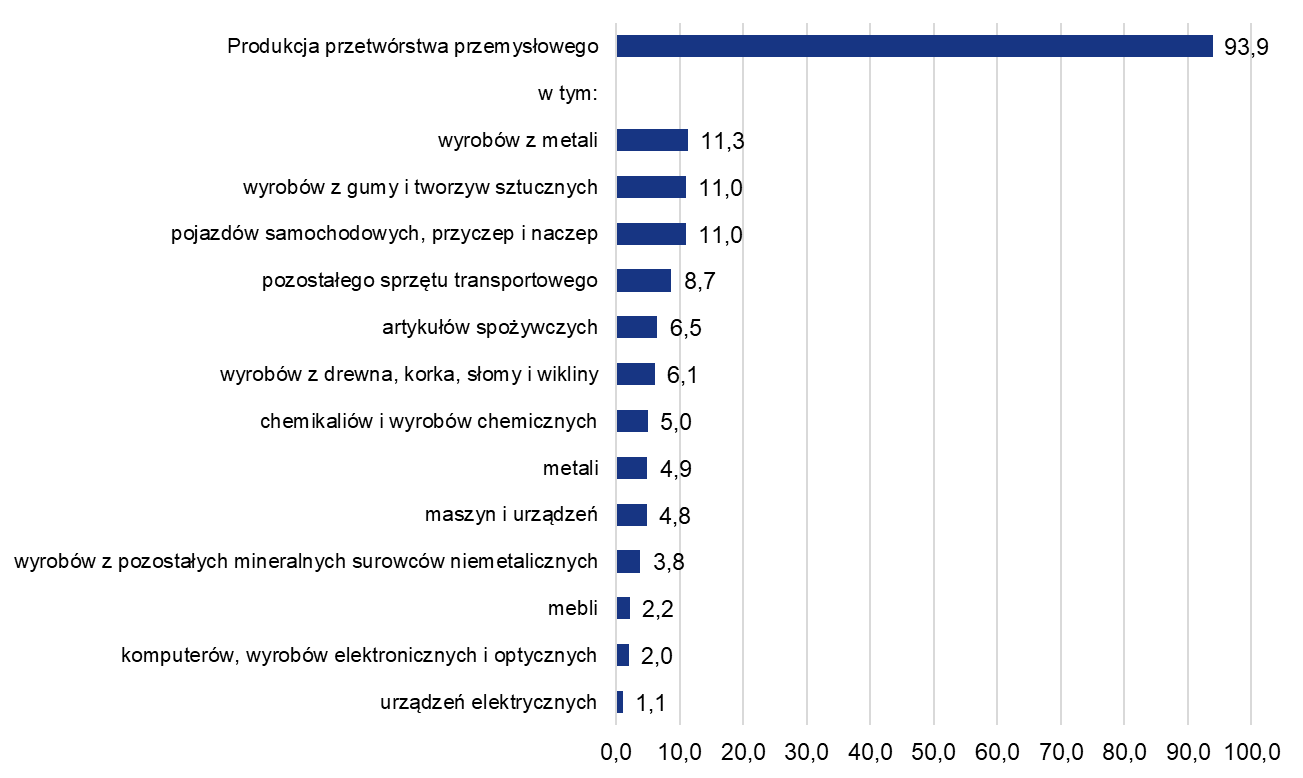 Produkcja przetwórstwa przemysłowego 93,9
w tym:
wyrobów z metali 11,3
wyrobów z gumy i tworzyw sztucznych 11,0
pojazdów samochodowych, przyczep i naczep 11,0
pozostałego sprzętu transportowego 8,7
artykułów spożywczych 6,5
wyrobów z drewna, korka, słomy i wikliny 6,1
chemikaliów i wyrobów chemicznych 5,0
metali 4,9
maszyn i urządzeń 4,8
wyrobów z pozostałych mineralnych surowców niemetalicznych 3,8
mebli 2,2
komputerów, wyrobów elektronicznych i optycznych 2,0
urządzeń elektrycznych 1,1
0,0 10,0 20,0 30,0 40,0 50,0 60,0 70,0 80,0 90,0 100,0